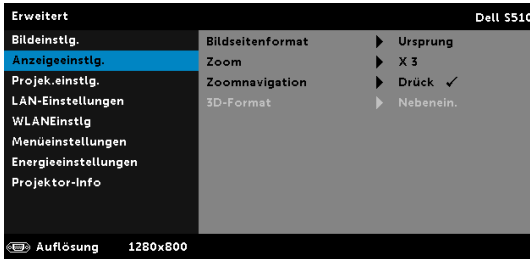 Erweitert Dell S510
Bildeinstlg.
Anzeigeeinstlg.
Projek.einstlg.
LAN-Einstellungen
WLANEinstlg
Menüeinstellungen
Energieeinstellungen
Projektor-Info
Bildseitenformat Ursprung
Zoom X 3
Zoomnavigation Drück ✓
3D-Format Nebenein.
Auflösung 1280x800